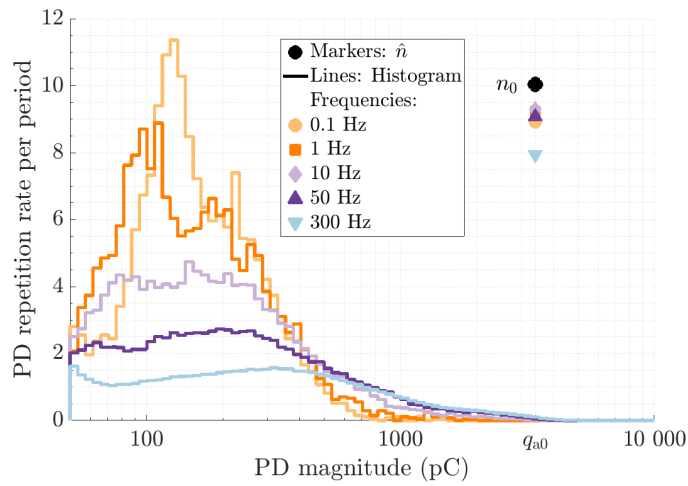 12
10
8
6
4
2
0
PD repetition rate per period
Markers: n̂
Lines: Histogram
Frequencies:
0.1 Hz
1 Hz
10 Hz
50 Hz
300 Hz
n₀
100
1000
qₐ₀
10 000
PD magnitude (pC)